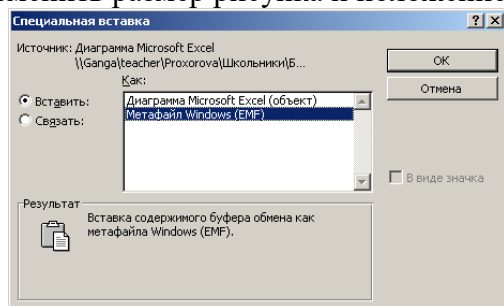 Специальная вставка
Источник: Диаграмма Microsoft Excel
\\Ganga\teacher\Proxorova\Школьники\Б...
Как:
Вставить:
Связать:
Диаграмма Microsoft Excel (объект)
Метафайл Windows (EMF)
ОК
Отмена
В виде значка
Результат
Вставка содержимого буфера обмена как
метафайла Windows (EMF).